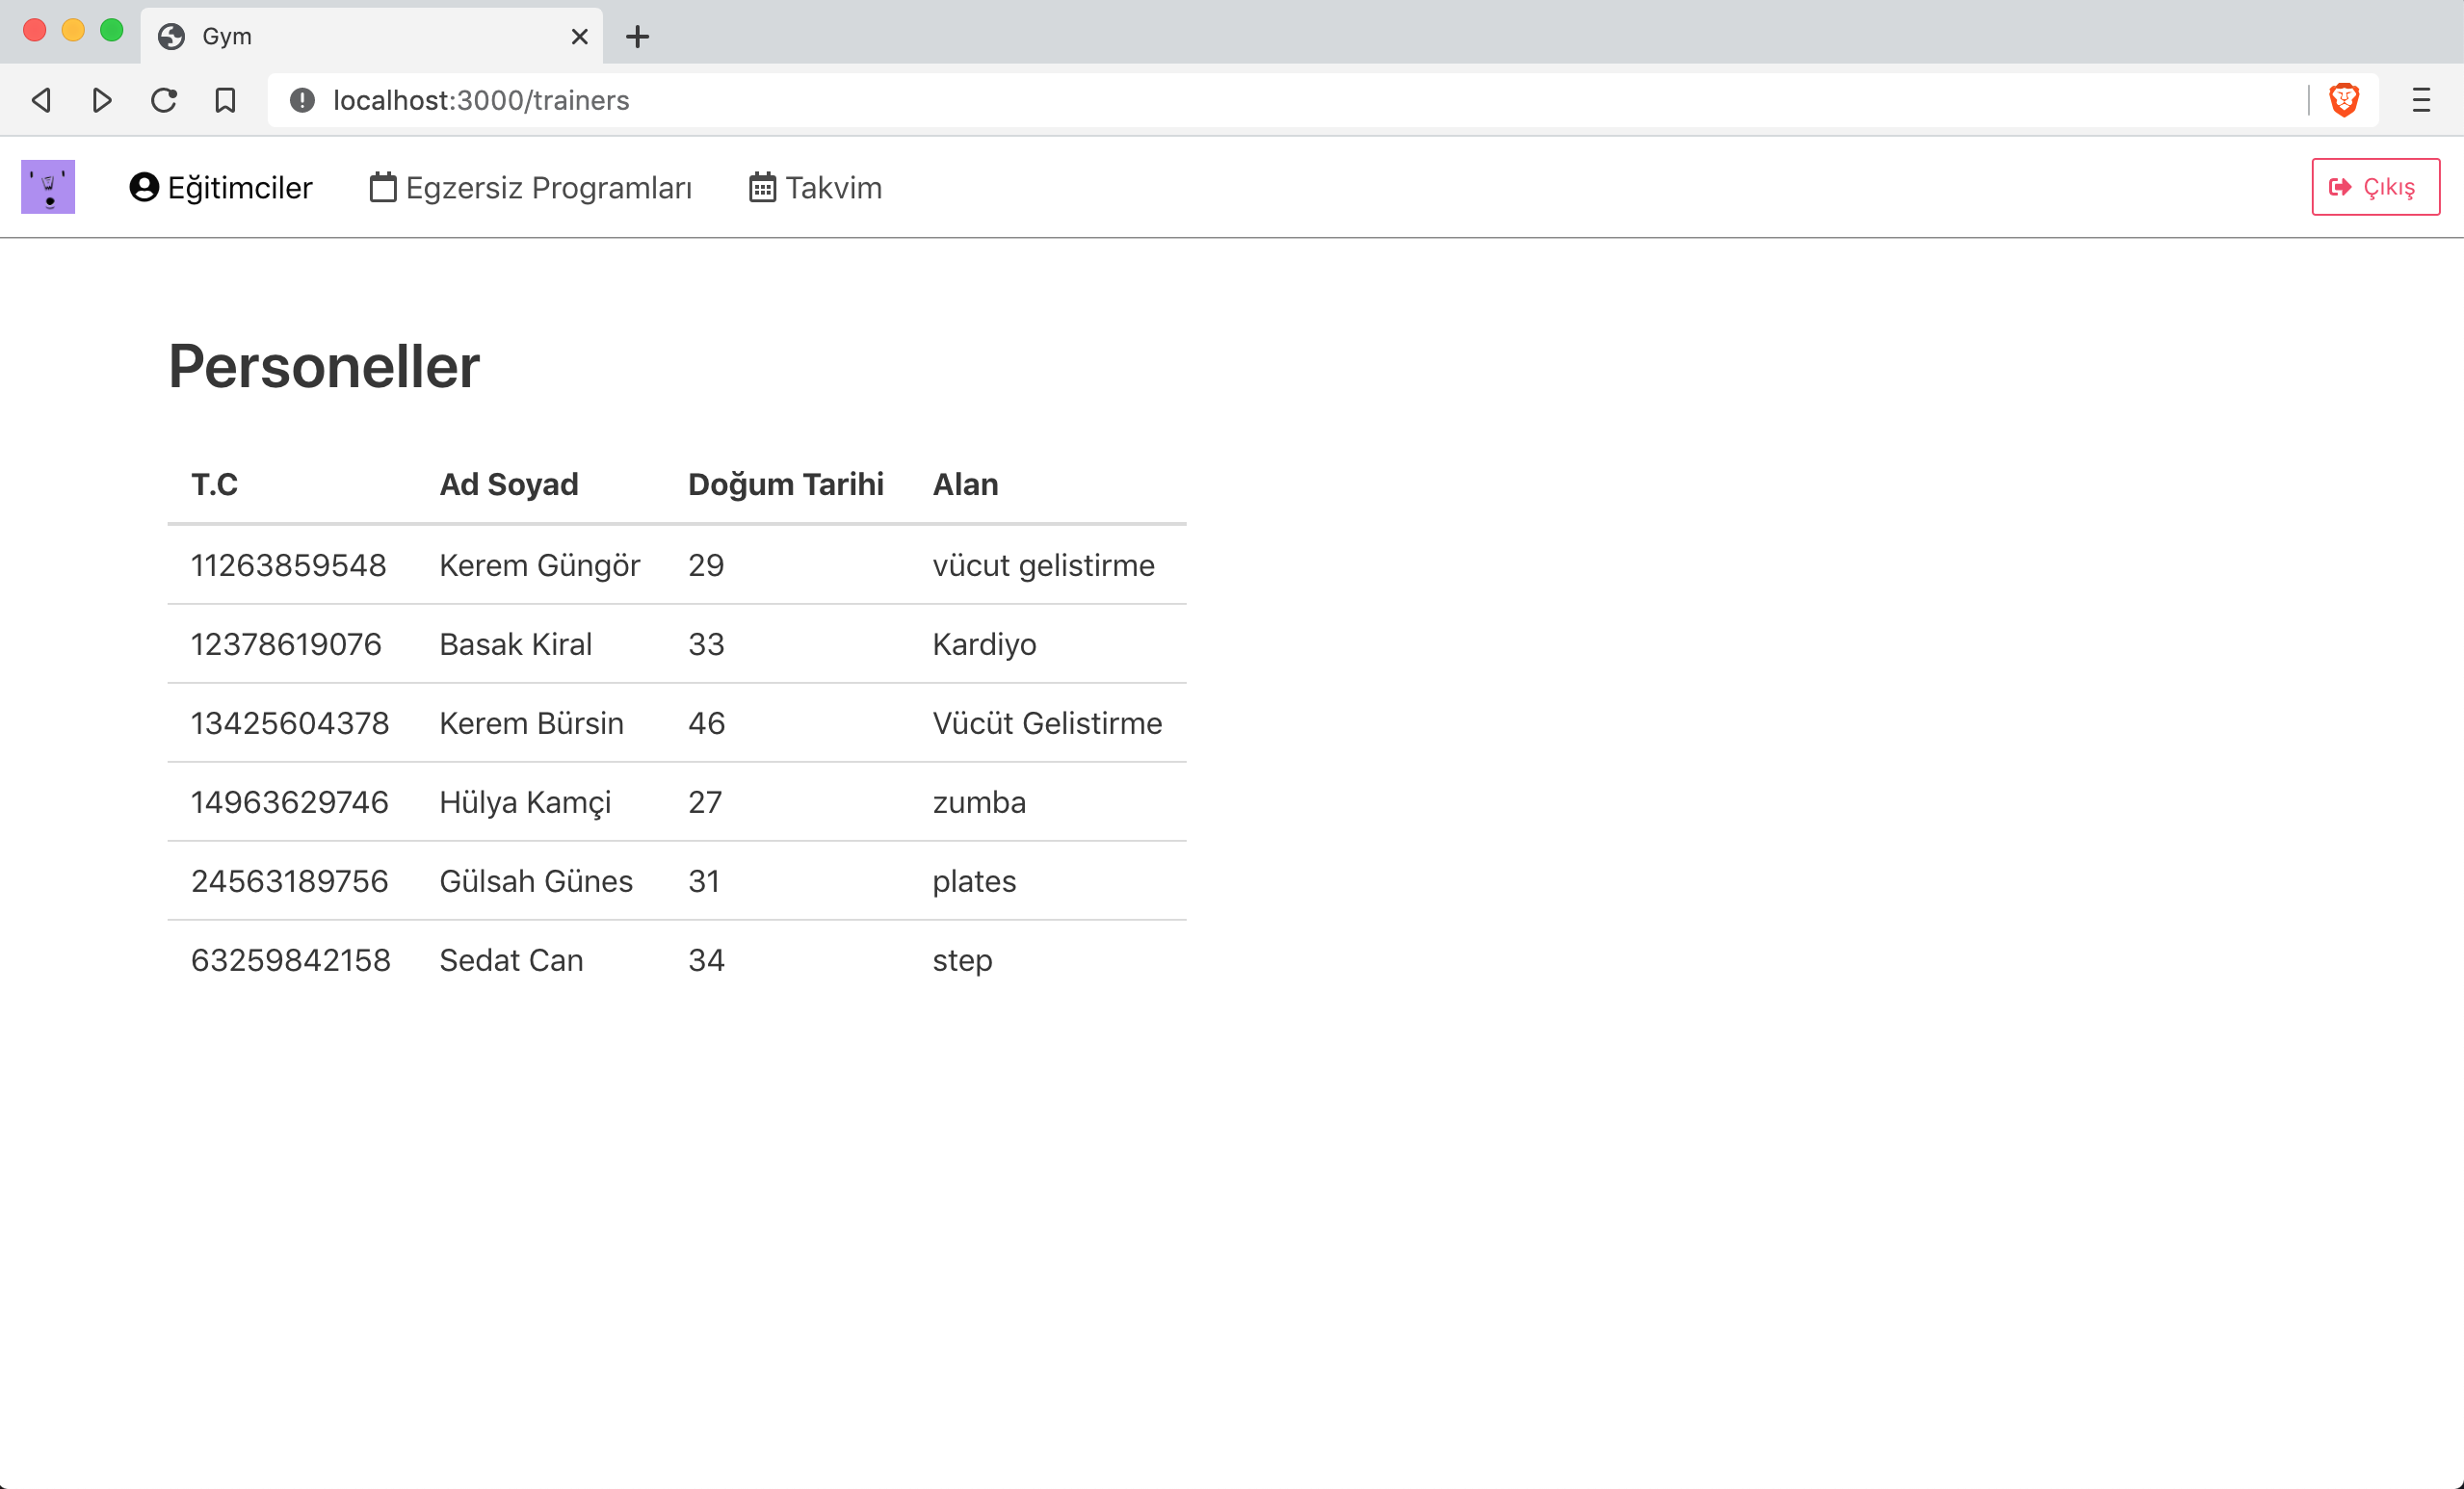 Gym
localhost:3000/trainers
Eğitimciler Egzersiz Programları Takvim Çıkış
Personeller
T.C Ad Soyad Doğum Tarihi Alan
11263859548 Kerem Güngör 29 vücut gelistirme
12378619076 Basak Kiral 33 Kardiyo
13425604378 Kerem Bürsin 46 Vücüt Gelistirme
14963629746 Hülya Kamçi 27 zumba
24563189756 Gülsah Günes 31 plates
63259842158 Sedat Can 34 step